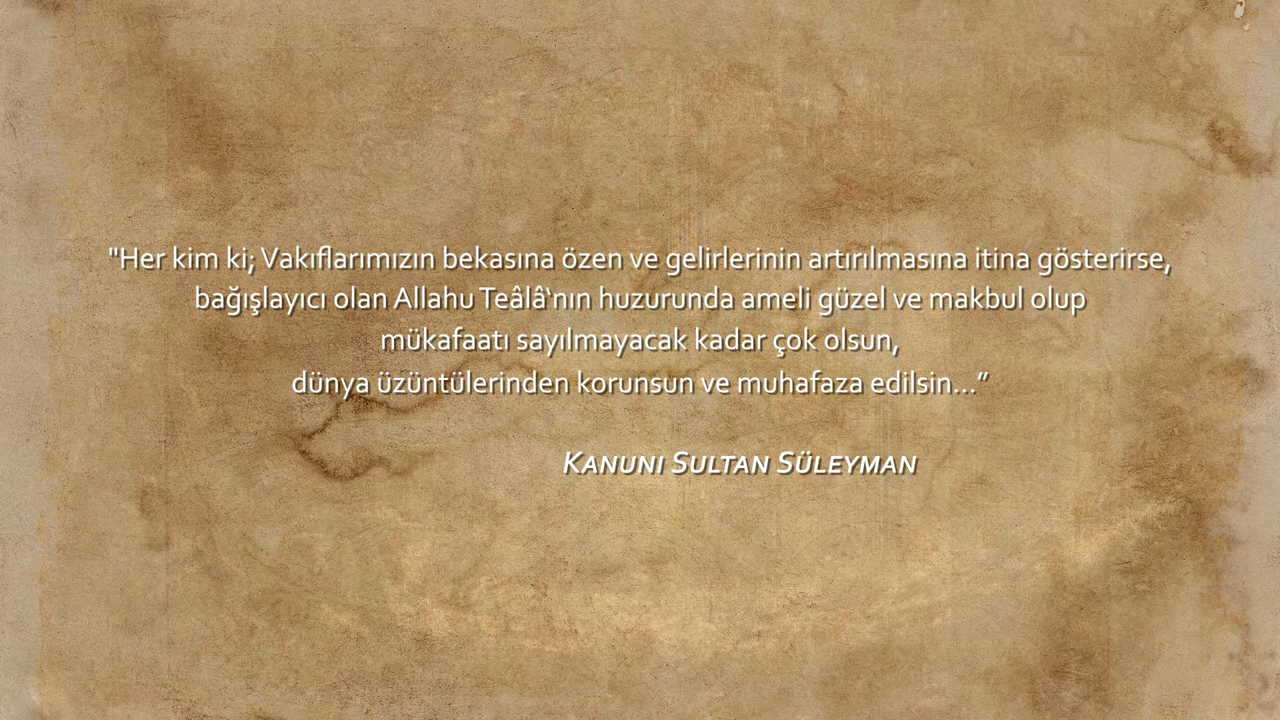 "Her kim ki; Vakıflarımızın bekasına özen ve gelirlerinin artırılmasına itina gösterirse,
bağışlayıcı olan Allahu Teâlâ‘nın huzurunda ameli güzel ve makbul olup
mükafaatı sayılmayacak kadar çok olsun,
dünya üzüntülerinden korunsun ve muhafaza edilsin…”
KANUNI SULTAN SÜLEYMAN